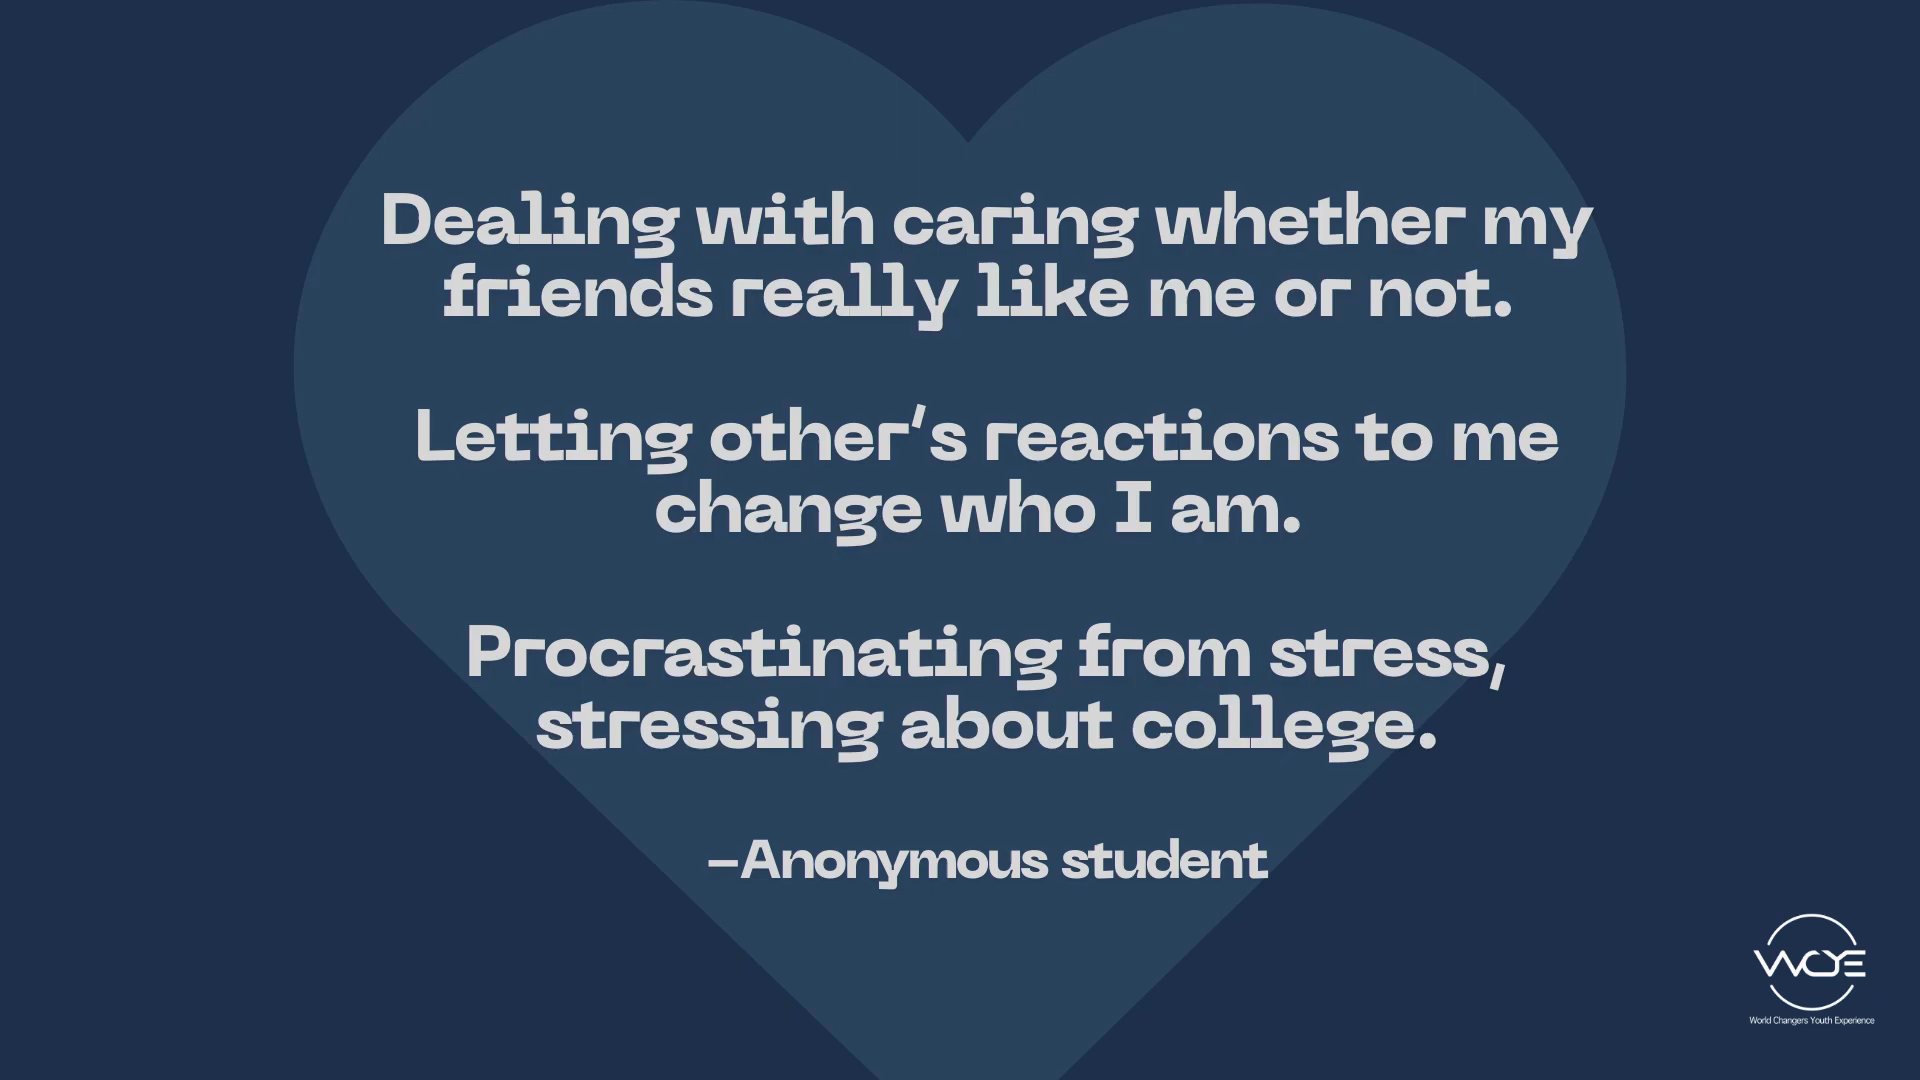 Dealing with caring whether my
friends really like me or not.
Letting other's reactions to me
change who I am.
Procrastinating from stress,
stressing about college.
–Anonymous student
WCYE
World Changers Youth Experience